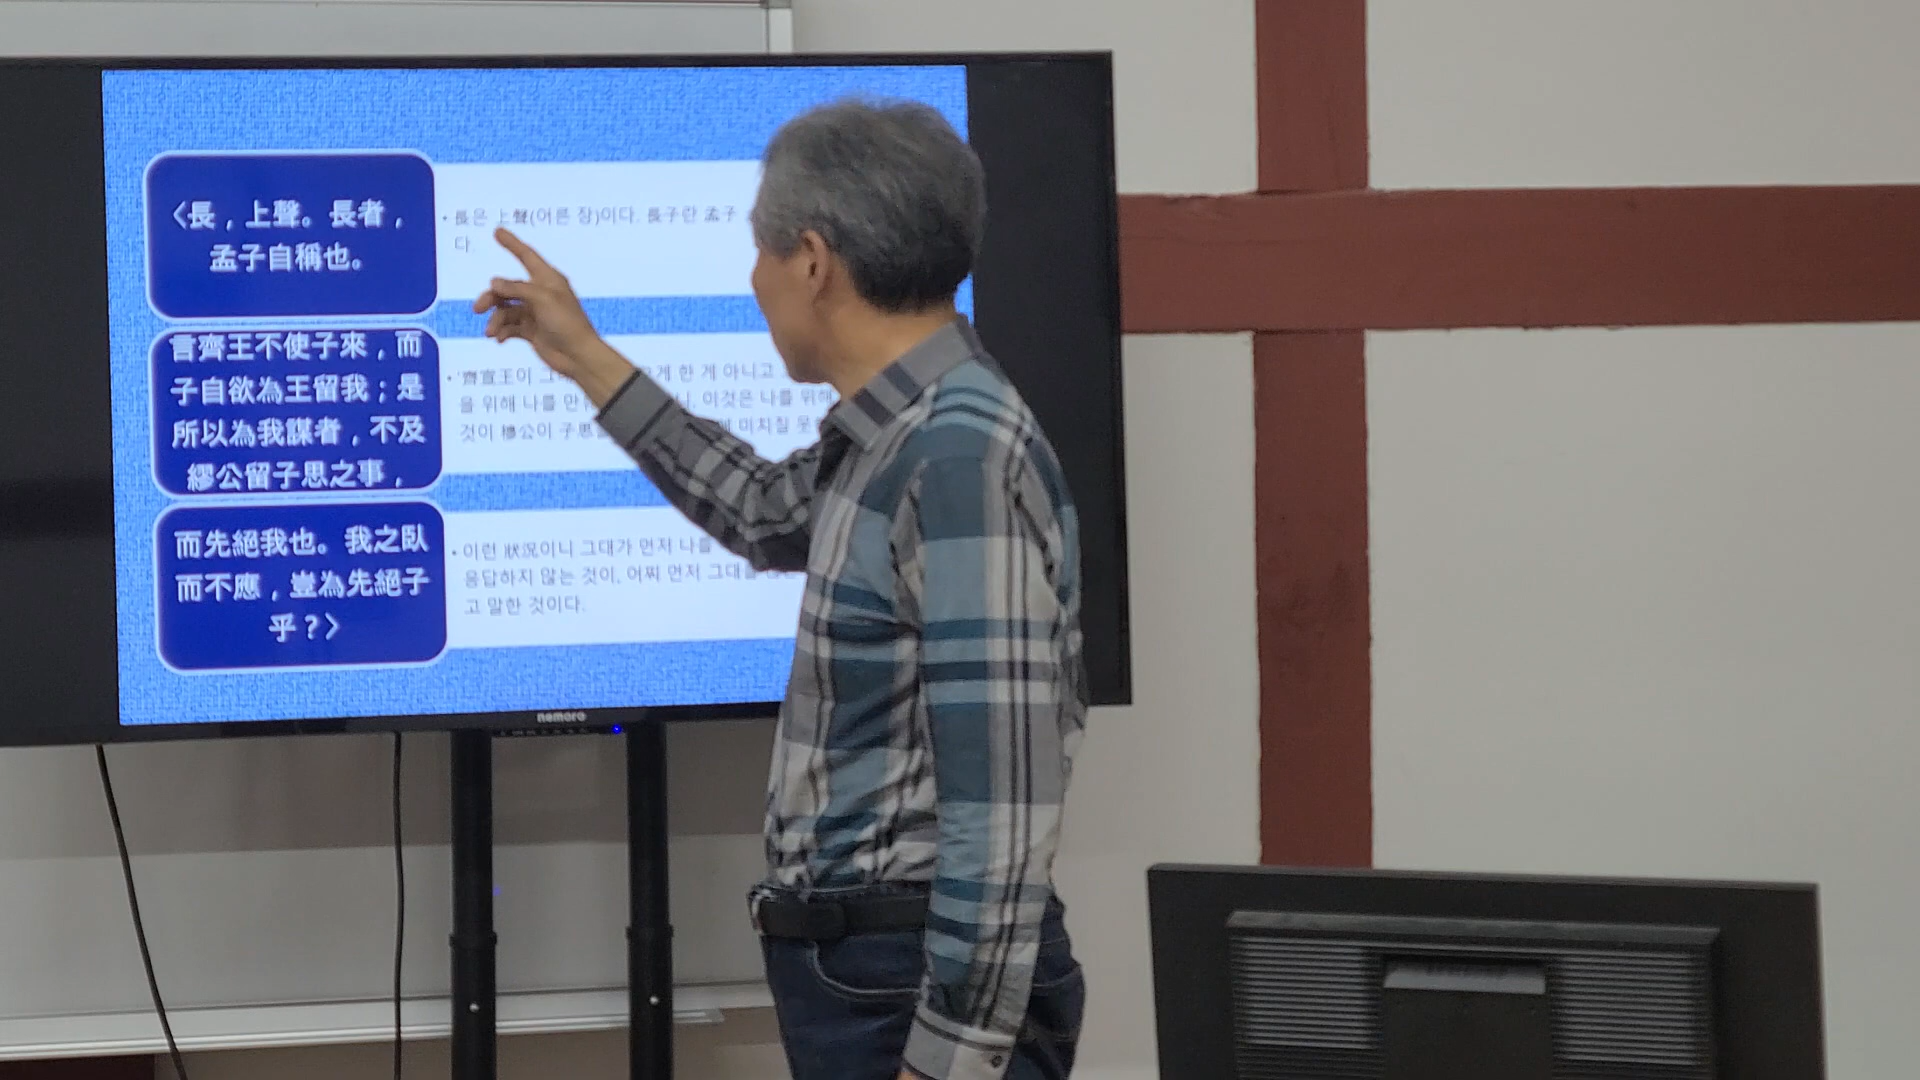 〈長，上聲。長者，
孟子自稱也。
• 長은 上聲(어른 장)이다. 長子란 孟子
다.
言齊王不使子來，而
子自欲為王留我；是
所以為我謀者，不及
繆公留子思之事，
• '齊宣王이 그 게 한 게 아니고
을 위해 나를 만 니, 이것은 나를 위해
것이 穆公이 子思 에 미치질 못
而先絕我也。我之臥
而不應，豈為先絕子
乎？〉
• 이런 狀況이니 그대가 먼저 나를
응답하지 않는 것이, 어찌 먼저 그대를
고 말한 것이다.
nemoro